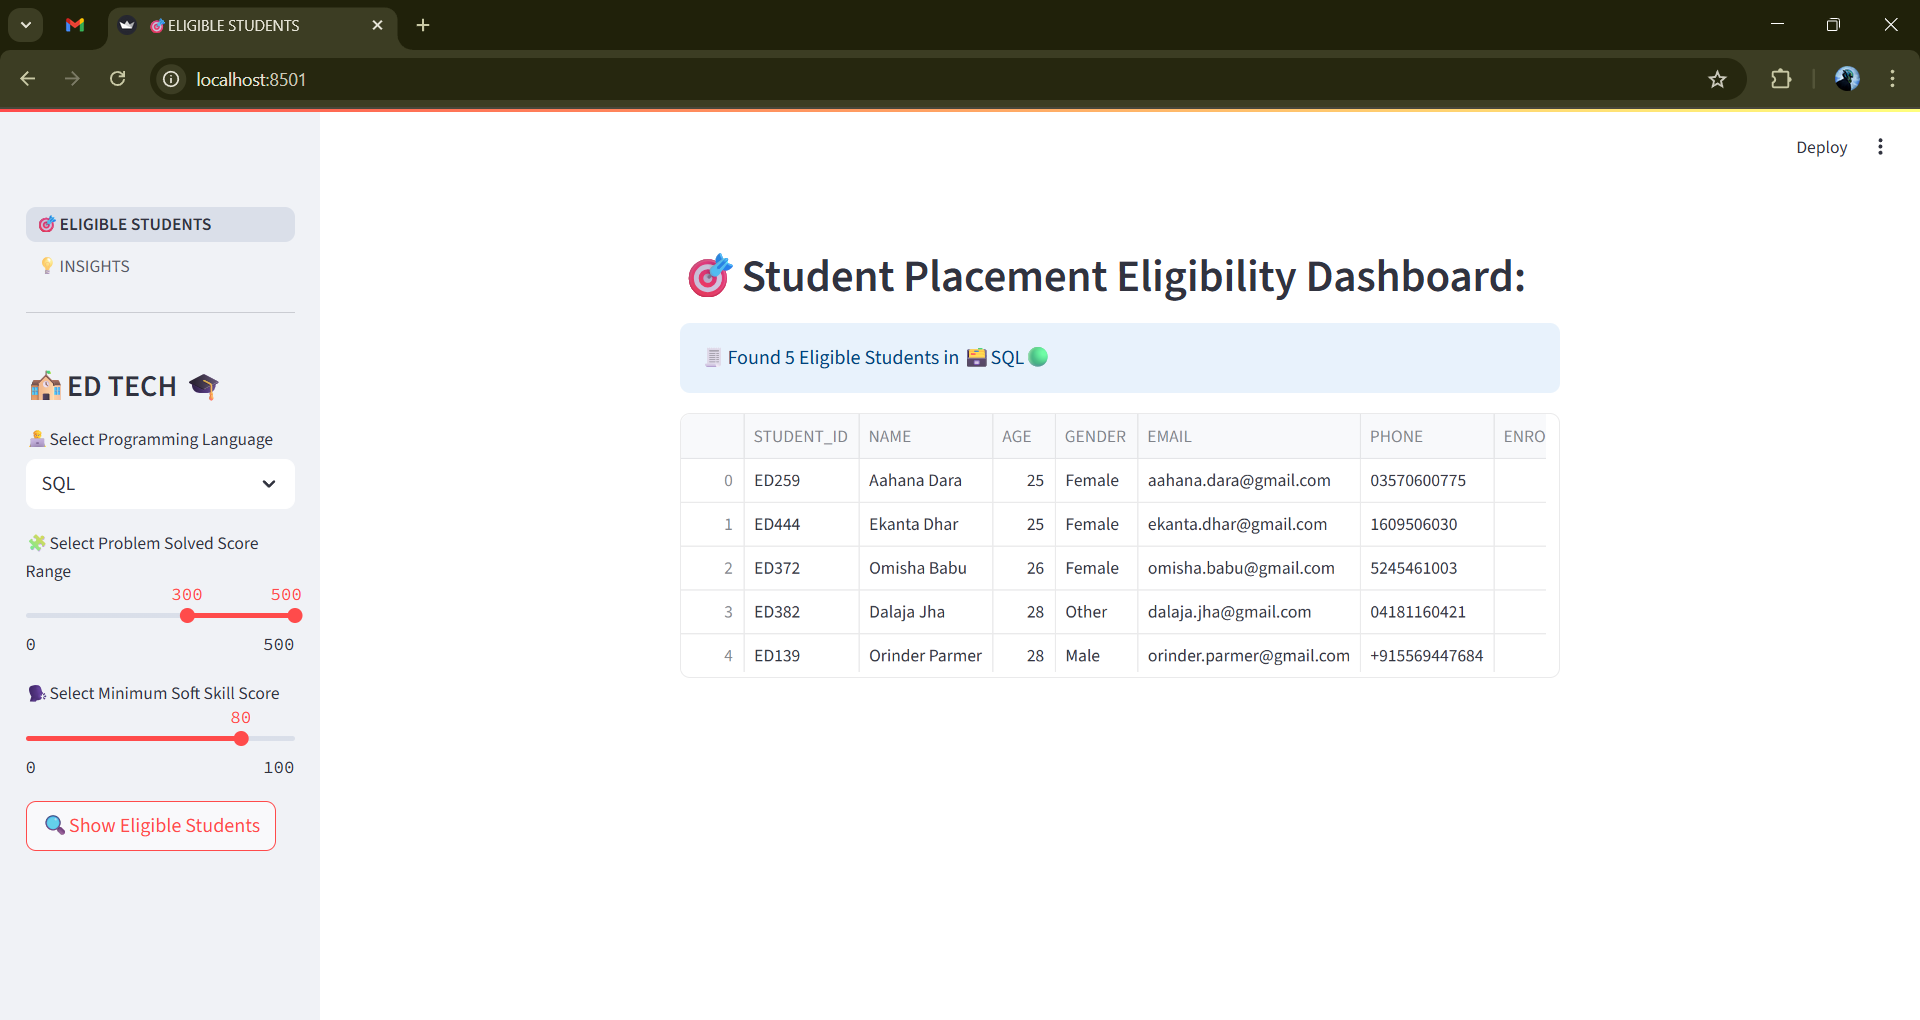 ELIGIBLE STUDENTS
localhost:8501
Deploy
ELIGIBLE STUDENTS
INSIGHTS
ED TECH
Select Programming Language
SQL
Select Problem Solved Score
Range
300 500
0 500
Select Minimum Soft Skill Score
80
0 100
Show Eligible Students
Student Placement Eligibility Dashboard:
Found 5 Eligible Students in SQL
STUDENT_ID NAME AGE GENDER EMAIL PHONE ENRO
0 ED259 Aahana Dara 25 Female aahana.dara@gmail.com 03570600775
1 ED444 Ekanta Dhar 25 Female ekanta.dhar@gmail.com 1609506030
2 ED372 Omisha Babu 26 Female omisha.babu@gmail.com 5245461003
3 ED382 Dalaja Jha 28 Other dalaja.jha@gmail.com 04181160421
4 ED139 Orinder Parmer 28 Male orinder.parmer@gmail.com +915569447684